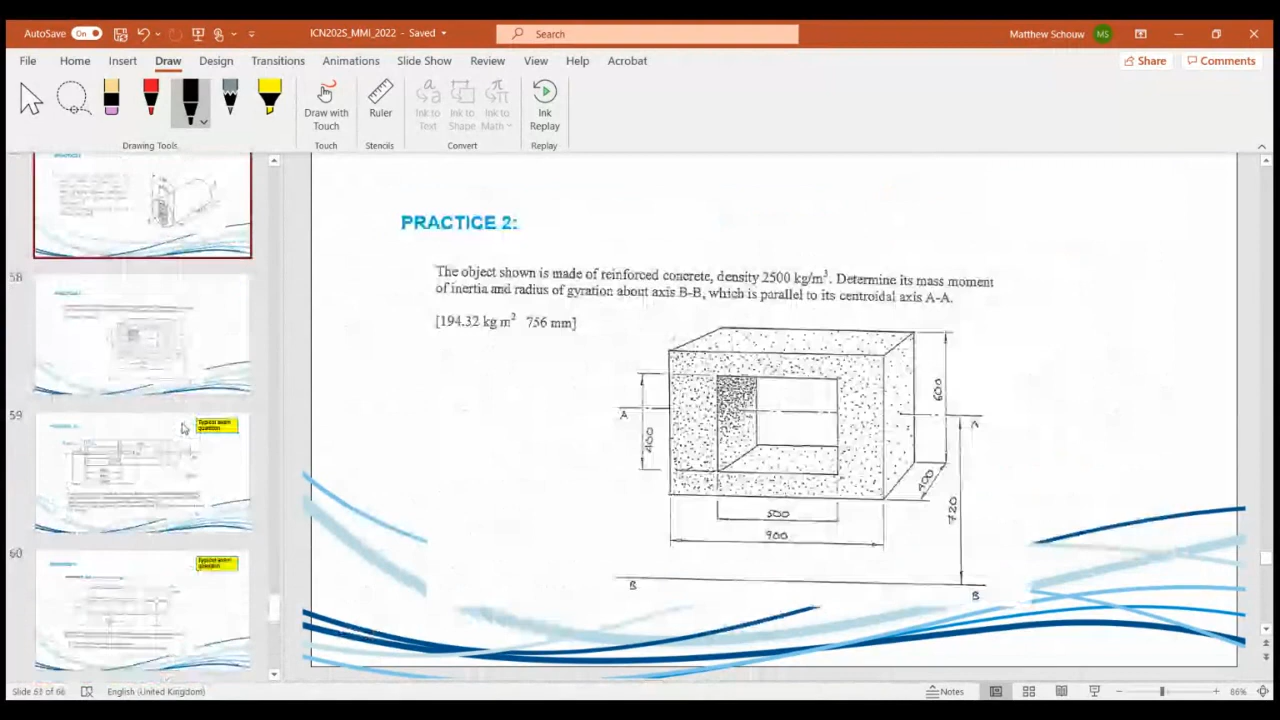 AutoSave On ICN202S_MMI_2022 - Saved Search Matthew Schouw MS
File Home Insert Draw Design Transitions Animations Slide Show Review View Help Acrobat Share Comments
Draw with Touch Ruler Ink to Text Ink to Shape Ink to Math Ink Replay
Drawing Tools Touch Stencils Convert Replay
PRACTICE 2:
The object shown is made of reinforced concrete, density 2500 kg/m³. Determine its mass moment
of inertia and radius of gyration about axis B-B, which is parallel to its centroidal axis A-A.
[194.32 kg m² 756 mm]
A
400
600
A
400
720
500
900
B
B
58
59
60
Slide 61 of 66 English (United Kingdom) Notes 86%